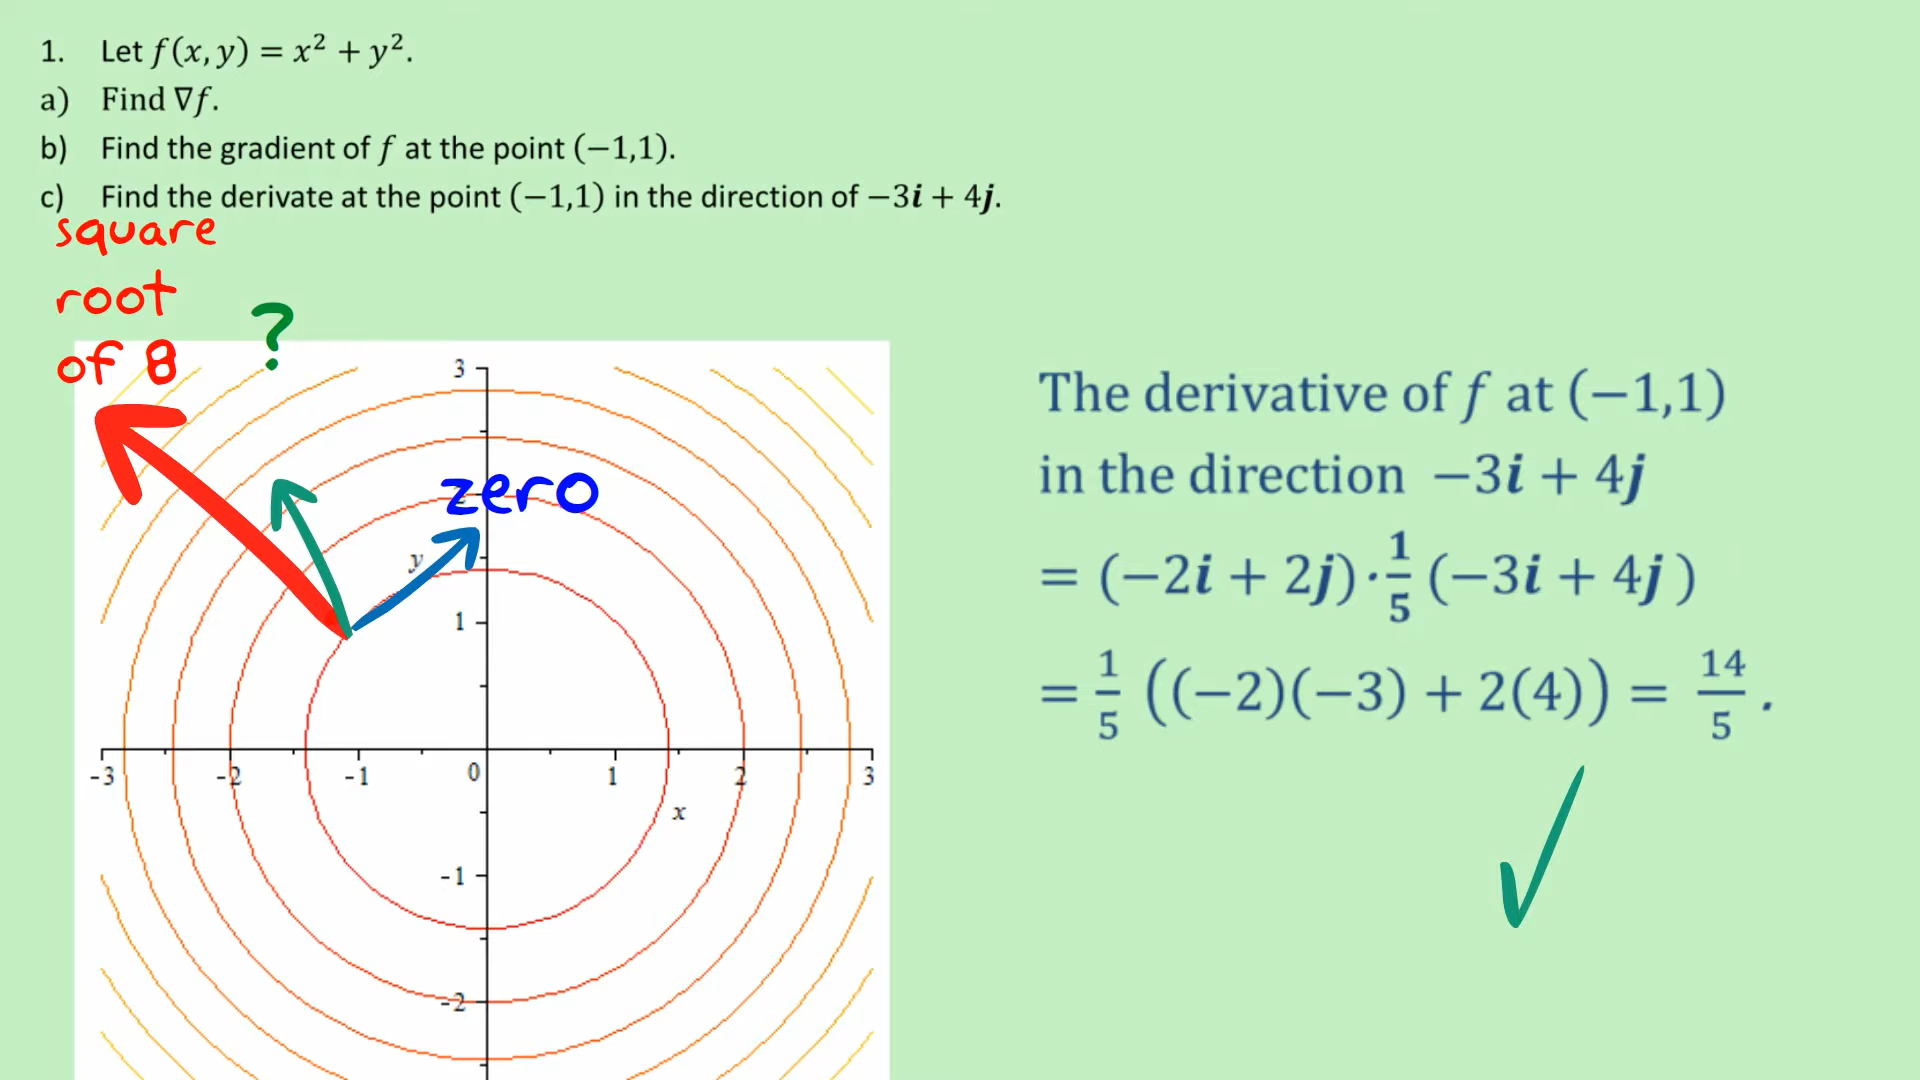 1. Let f(x, y) = x² + y².
a) Find ∇f.
b) Find the gradient of f at the point (−1,1).
c) Find the derivate at the point (−1,1) in the direction of −3i + 4j.
square
root
of 8
?
zero
3
2
y
1
-3 -2 -1 0 1 2 3
x
-1
-2
The derivative of f at (−1,1)
in the direction −3i + 4j
= (−2i + 2j)·1/5 (−3i + 4j )
= 1/5 ((−2)(−3) + 2(4)) = 14/5 .